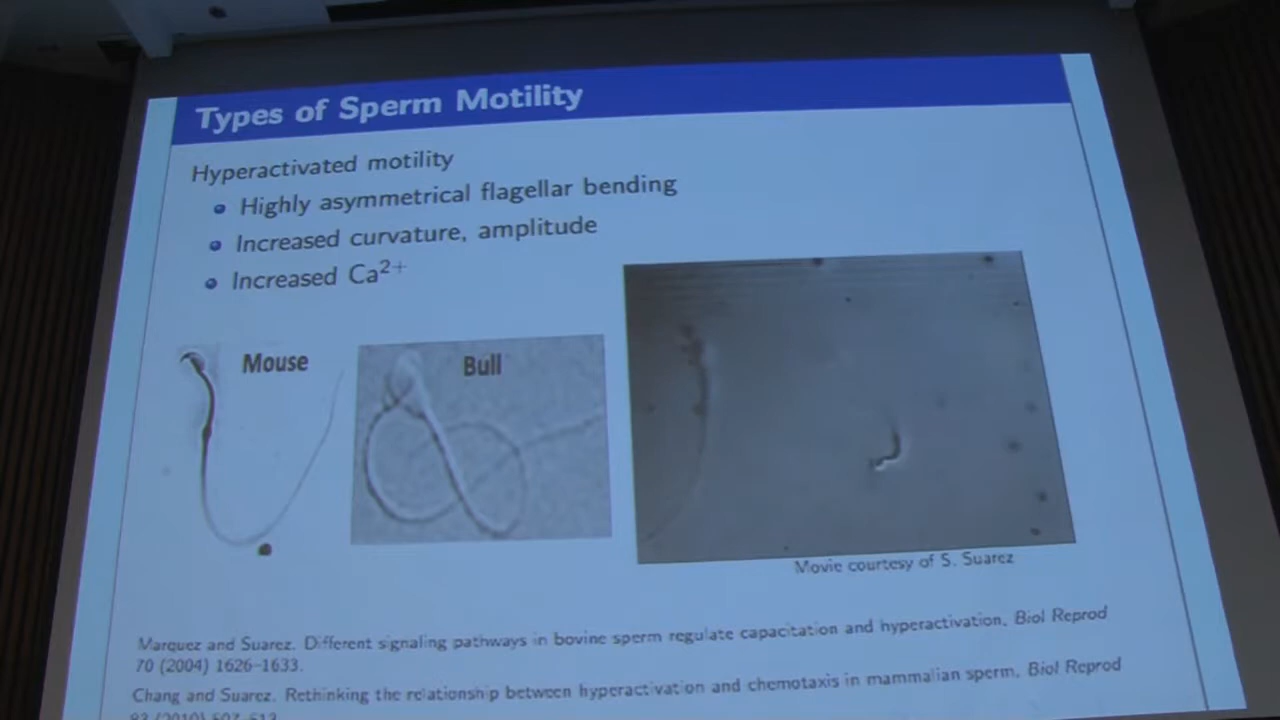 Types of Sperm Motility
Hyperactivated motility
Highly asymmetrical flagellar bending
Increased curvature, amplitude
Increased Ca²⁺
Mouse
Bull
Movie courtesy of S. Suarez
Marquez and Suarez. Different signaling pathways in bovine sperm regulate capacitation and hyperactivation, Biol Reprod
70 (2004) 1626–1633.
Chang and Suarez. Rethinking the relationship between hyperactivation and chemotaxis in mammalian sperm, Biol Reprod